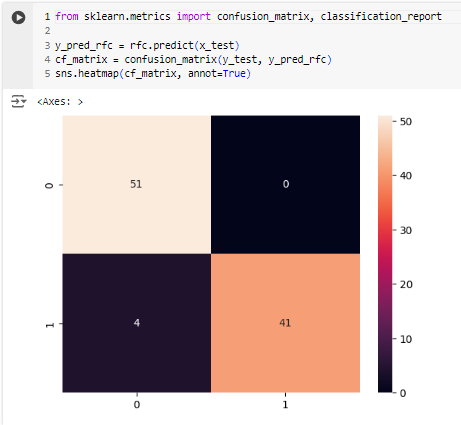 1 from sklearn.metrics import confusion_matrix, classification_report
2
3 y_pred_rfc = rfc.predict(x_test)
4 cf_matrix = confusion_matrix(y_test, y_pred_rfc)
5 sns.heatmap(cf_matrix, annot=True)
<Axes: >
50
0 51 0
40
30
20
1 4 41
10
0
0 1